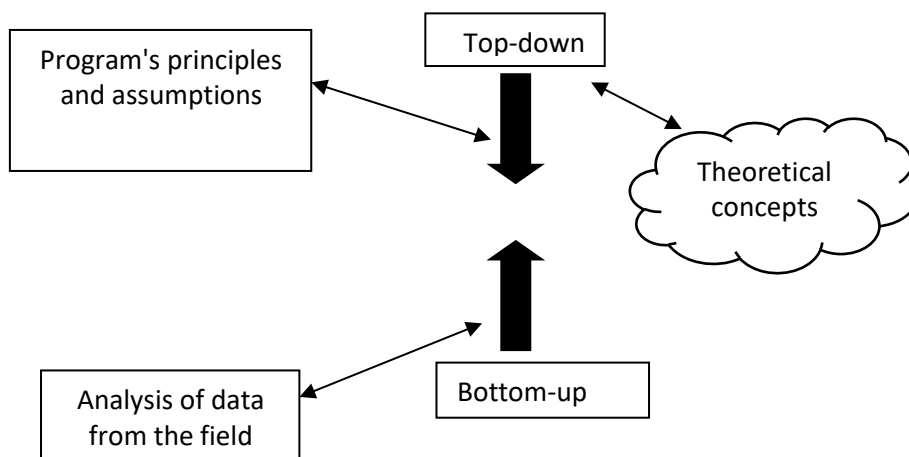 Program's principles
and assumptions
Top-down
Theoretical
concepts
Bottom-up
Analysis of data
from the field